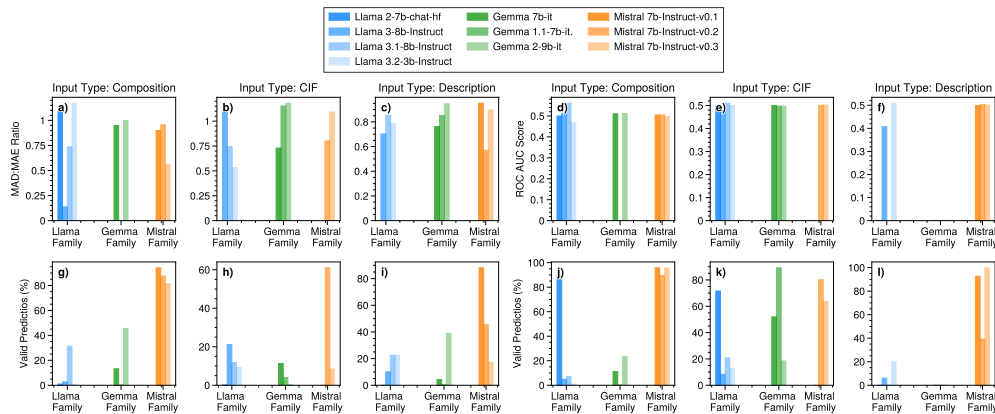 Llama 2-7b-chat-hf
Llama 3-8b-Instruct
Llama 3.1-8b-Instruct
Llama 3.2-3b-Instruct
Gemma 7b-it
Gemma 1.1-7b-it.
Gemma 2-9b-it
Mistral 7b-Instruct-v0.1
Mistral 7b-Instruct-v0.2
Mistral 7b-Instruct-v0.3
Input Type: Composition
a)
MAD:MAE Ratio
1
0.75
0.5
0.25
0
Llama Family
Gemma Family
Mistral Family
Input Type: CIF
b)
1
0.75
0.5
0.25
0
Llama Family
Gemma Family
Mistral Family
Input Type: Description
c)
1
0.75
0.5
0.25
0
Llama Family
Gemma Family
Mistral Family
Input Type: Composition
d)
ROC AUC Score
0.5
0.4
0.3
0.2
0.1
0
Llama Family
Gemma Family
Mistral Family
Input Type: CIF
e)
0.5
0.4
0.3
0.2
0.1
0
Llama Family
Gemma Family
Mistral Family
Input Type: Description
f)
0.5
0.4
0.3
0.2
0.1
0
Llama Family
Gemma Family
Mistral Family
g)
Valid Predictios (%)
80
60
40
20
0
Llama Family
Gemma Family
Mistral Family
h)
60
40
20
0
Llama Family
Gemma Family
Mistral Family
i)
80
60
40
20
0
Llama Family
Gemma Family
Mistral Family
j)
Valid Predictios (%)
100
80
60
40
20
0
Llama Family
Gemma Family
Mistral Family
k)
80
60
40
20
0
Llama Family
Gemma Family
Mistral Family
l)
100
80
60
40
20
0
Llama Family
Gemma Family
Mistral Family